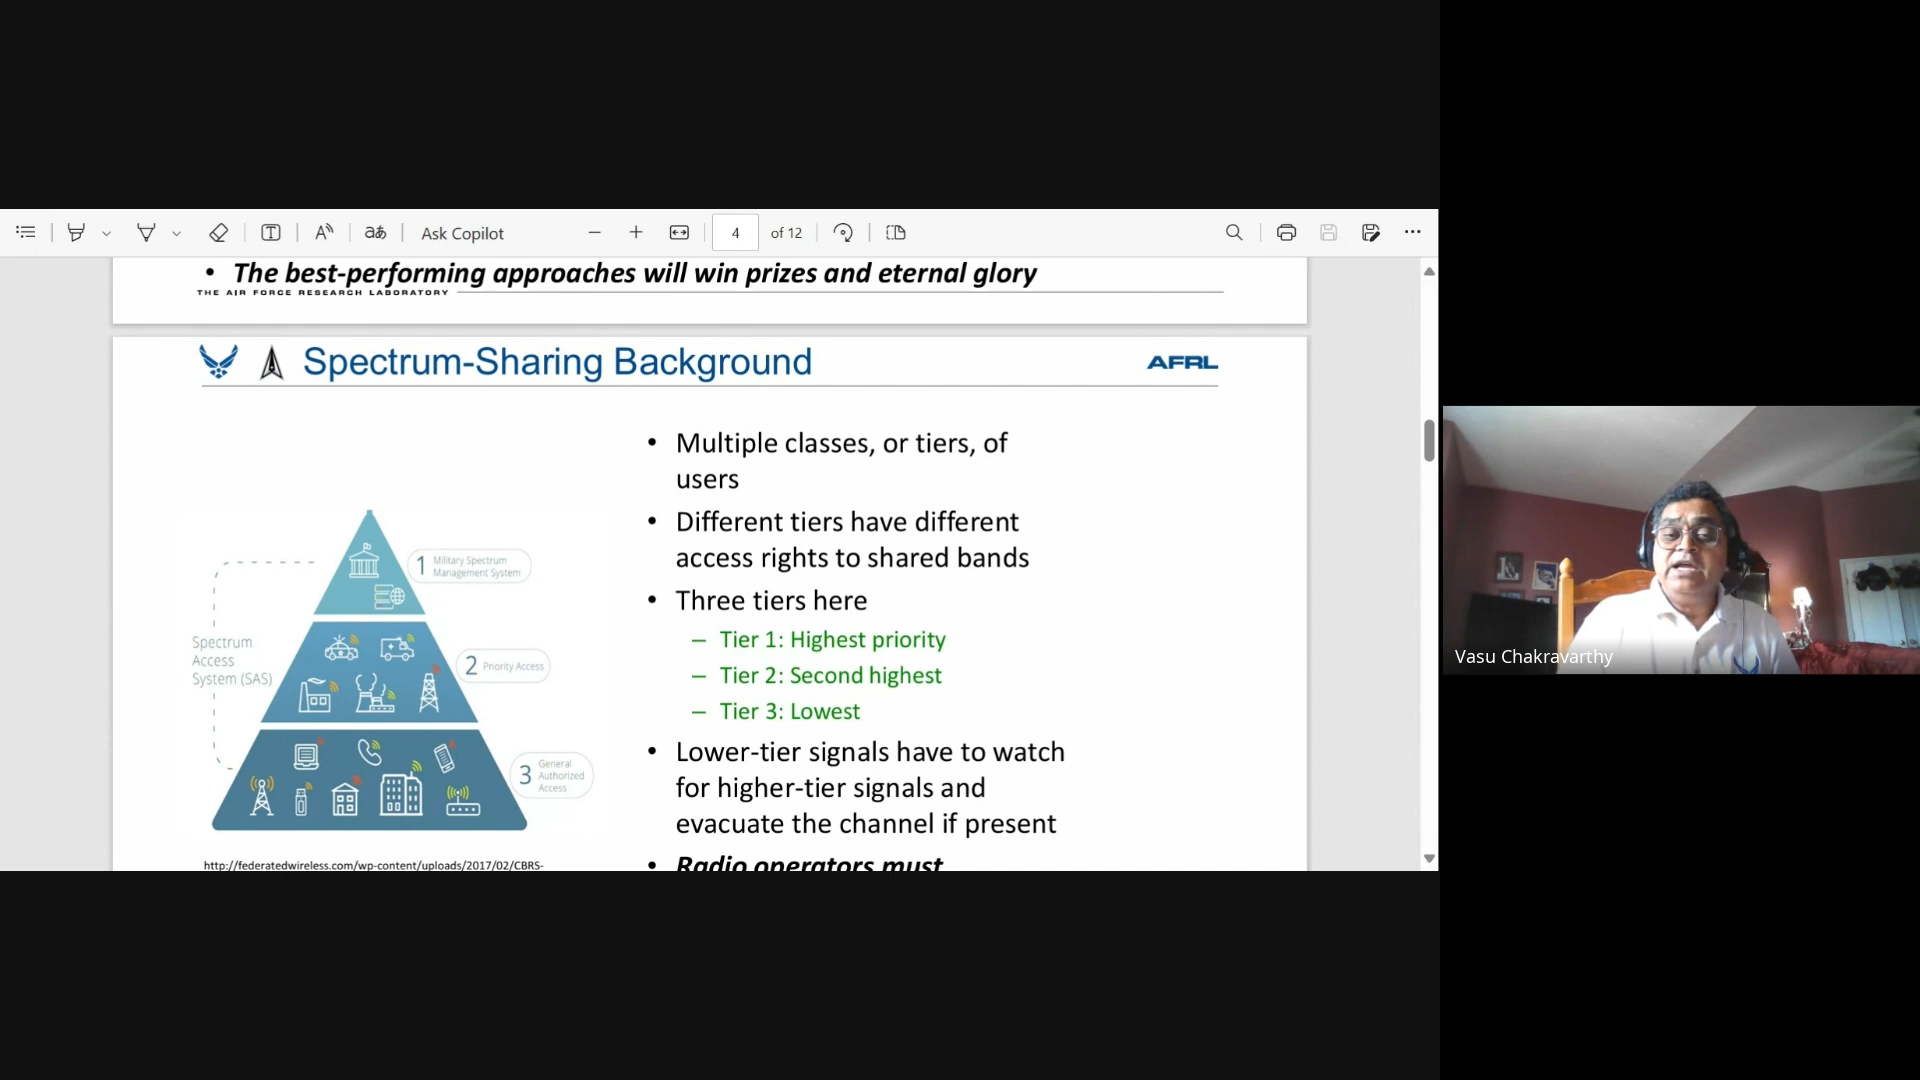 Ask Copilot
4 of 12
• The best-performing approaches will win prizes and eternal glory
THE AIR FORCE RESEARCH LABORATORY
Spectrum-Sharing Background
AFRL
• Multiple classes, or tiers, of
users
• Different tiers have different
access rights to shared bands
• Three tiers here
– Tier 1: Highest priority
– Tier 2: Second highest
– Tier 3: Lowest
• Lower-tier signals have to watch
for higher-tier signals and
evacuate the channel if present
• Radio operators must
1 Military Spectrum
Management System
Spectrum
Access
System (SAS)
2 Priority Access
3 General
Authorized
Access
http://federatedwireless.com/wp-content/uploads/2017/02/CBRS-
Vasu Chakravarthy